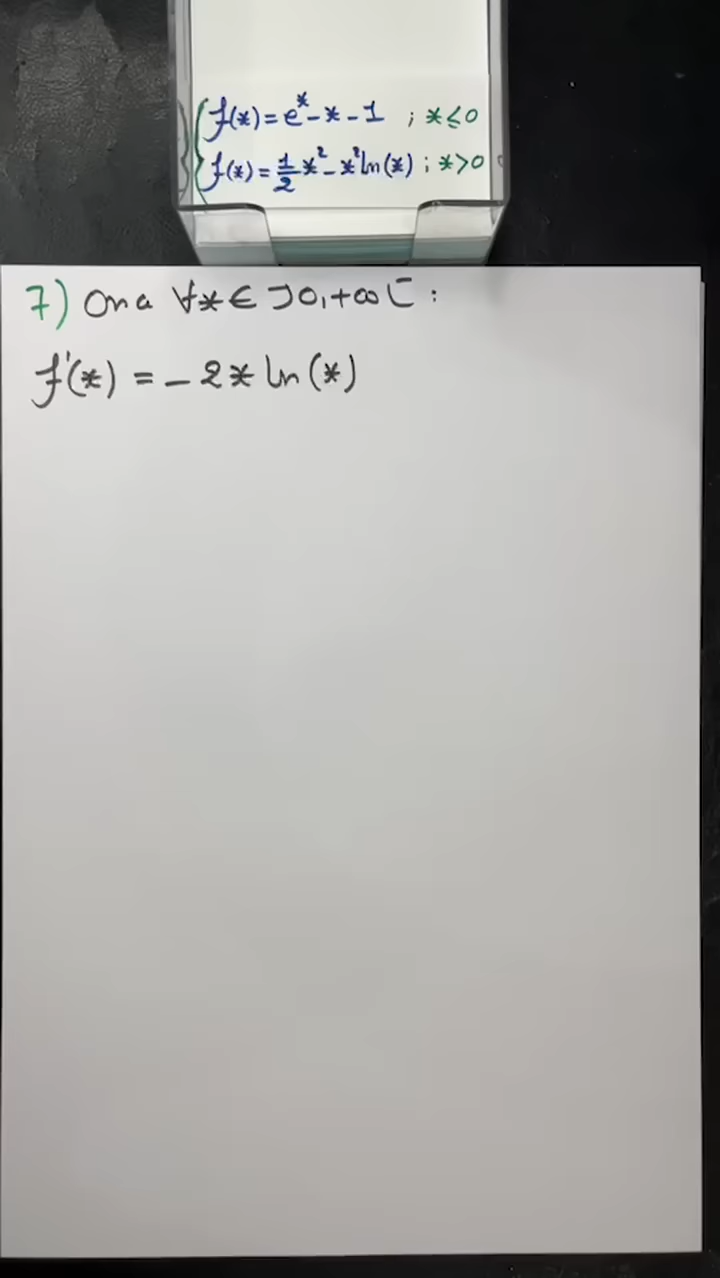 f(x) = e^x - x - 1 ; x ≤ 0
f(x) = 1/2 x² - x² ln(x) ; x > 0
7) On a ∀x ∈ ]0,+∞[ :
f'(x) = - 2x ln(x)